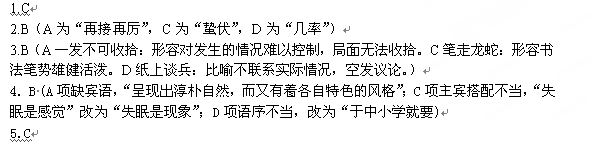 1.C
2.B（A 为“再接再厉”，C 为“蛰伏”，D 为“几率”）
3.B（A 一发不可收拾：形容对发生的情况难以控制，局面无法收拾。C 笔走龙蛇：形容书
法笔势雄健活泼。D 纸上谈兵：比喻不联系实际情况，空发议论。）
4. B（A 项缺宾语，“呈现出淳朴自然，而又有着各自特色的风格”；C 项主宾搭配不当，“失
眠是感觉”改为“失眠是现象”；D 项语序不当，改为“于中小学就要）
5.C